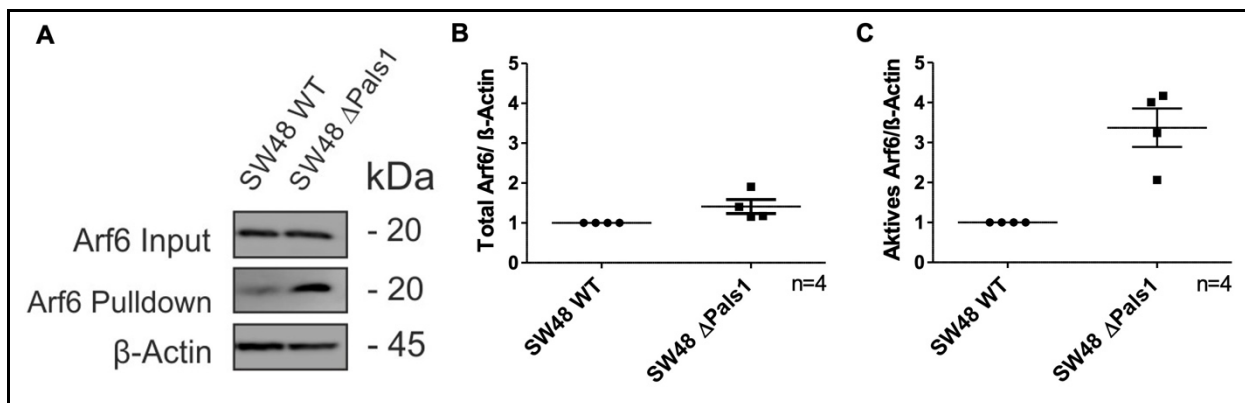 A
SW48 WT
SW48 ΔPals1
kDa
Arf6 Input
- 20
Arf6 Pulldown
- 20
β-Actin
- 45
B
Total Arf6/ ß-Actin
5
4
3
2
1
0
SW48 WT
SW48 ΔPals1
n=4
C
Aktives Arf6/ß-Actin
5
4
3
2
1
0
SW48 WT
SW48 ΔPals1
n=4